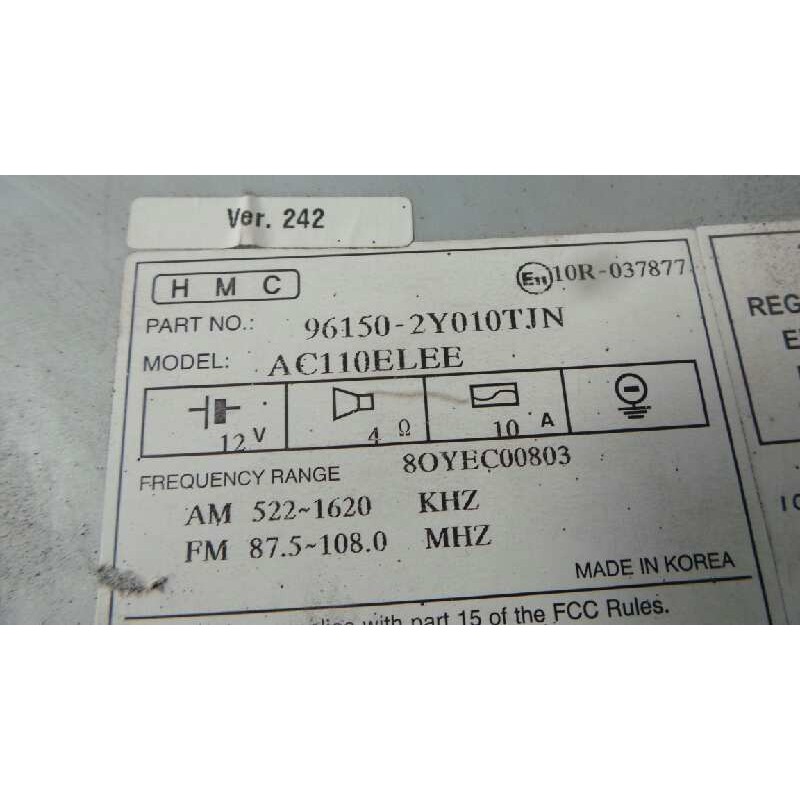 Ver. 242
H M C
E11 10R-037877
PART NO.: 96150-2Y010TJN
MODEL: AC110ELEE
12 V 4 Ω 10 A
FREQUENCY RANGE 8OYEC00803
AM 522~1620 KHZ
FM 87.5~108.0 MHZ
MADE IN KOREA
with part 15 of the FCC Rules.
REG
E
I C